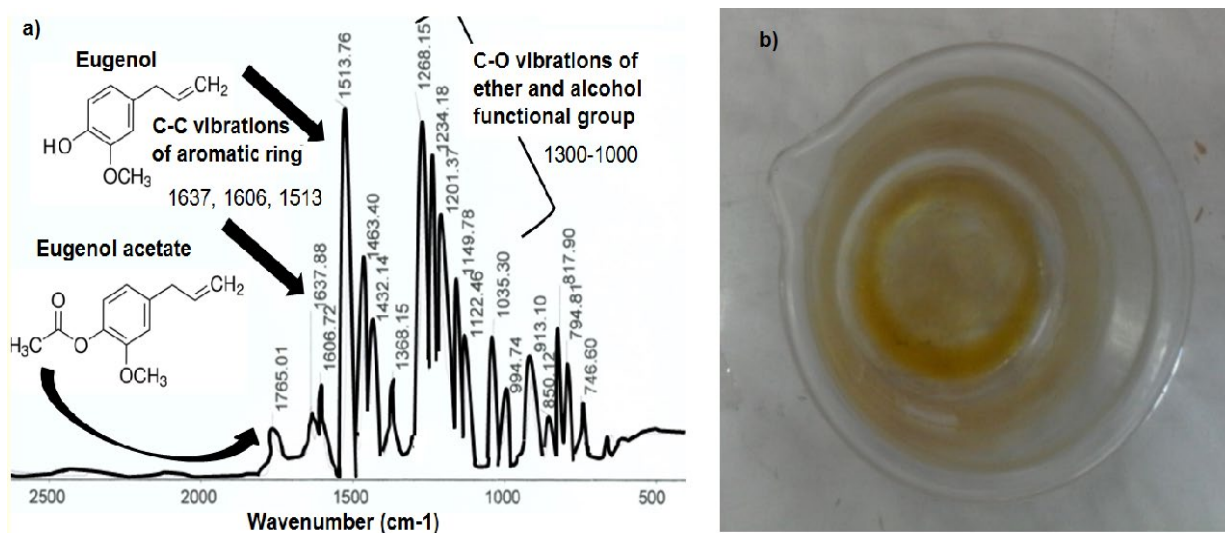 a)
Eugenol
CH₂
HO
OCH₃
C-C vibrations
of aromatic ring
1637, 1606, 1513
Eugenol acetate
O
CH₂
H₃C
O
OCH₃
1765.01
1637.88
1606.72
1513.76
1463.40
1432.14
1368.15
1268.15
1234.18
1201.37
1149.78
1122.46
1035.30
994.74
913.10
850.12
817.90
794.81
746.60
C-O vibrations of
ether and alcohol
functional group
1300-1000
2500 2000 1500 1000 500
Wavenumber (cm-1)
b)